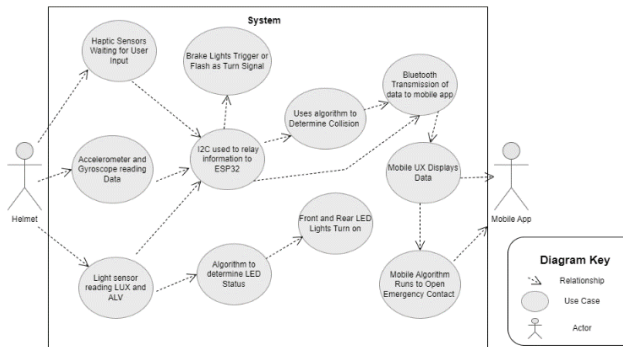 System
Haptic Sensors
Waiting for User
Input
Brake Lights Trigger or
Flash as Turn Signal
Bluetooth
Transmission of
data to mobile app
Uses algorithm to
Determine Collision
Accelerometer and
Gyroscope reading
Data
I2C used to relay
information to
ESP32
Mobile UX Displays
Data
Helmet
Mobile App
Front and Rear LED
Lights Turn on
Light sensor
reading LUX and
ALV
Algorithm to
determine LED
Status
Mobile Algorithm
Runs to Open
Emergency Contact
Diagram Key
Relationship
Use Case
Actor